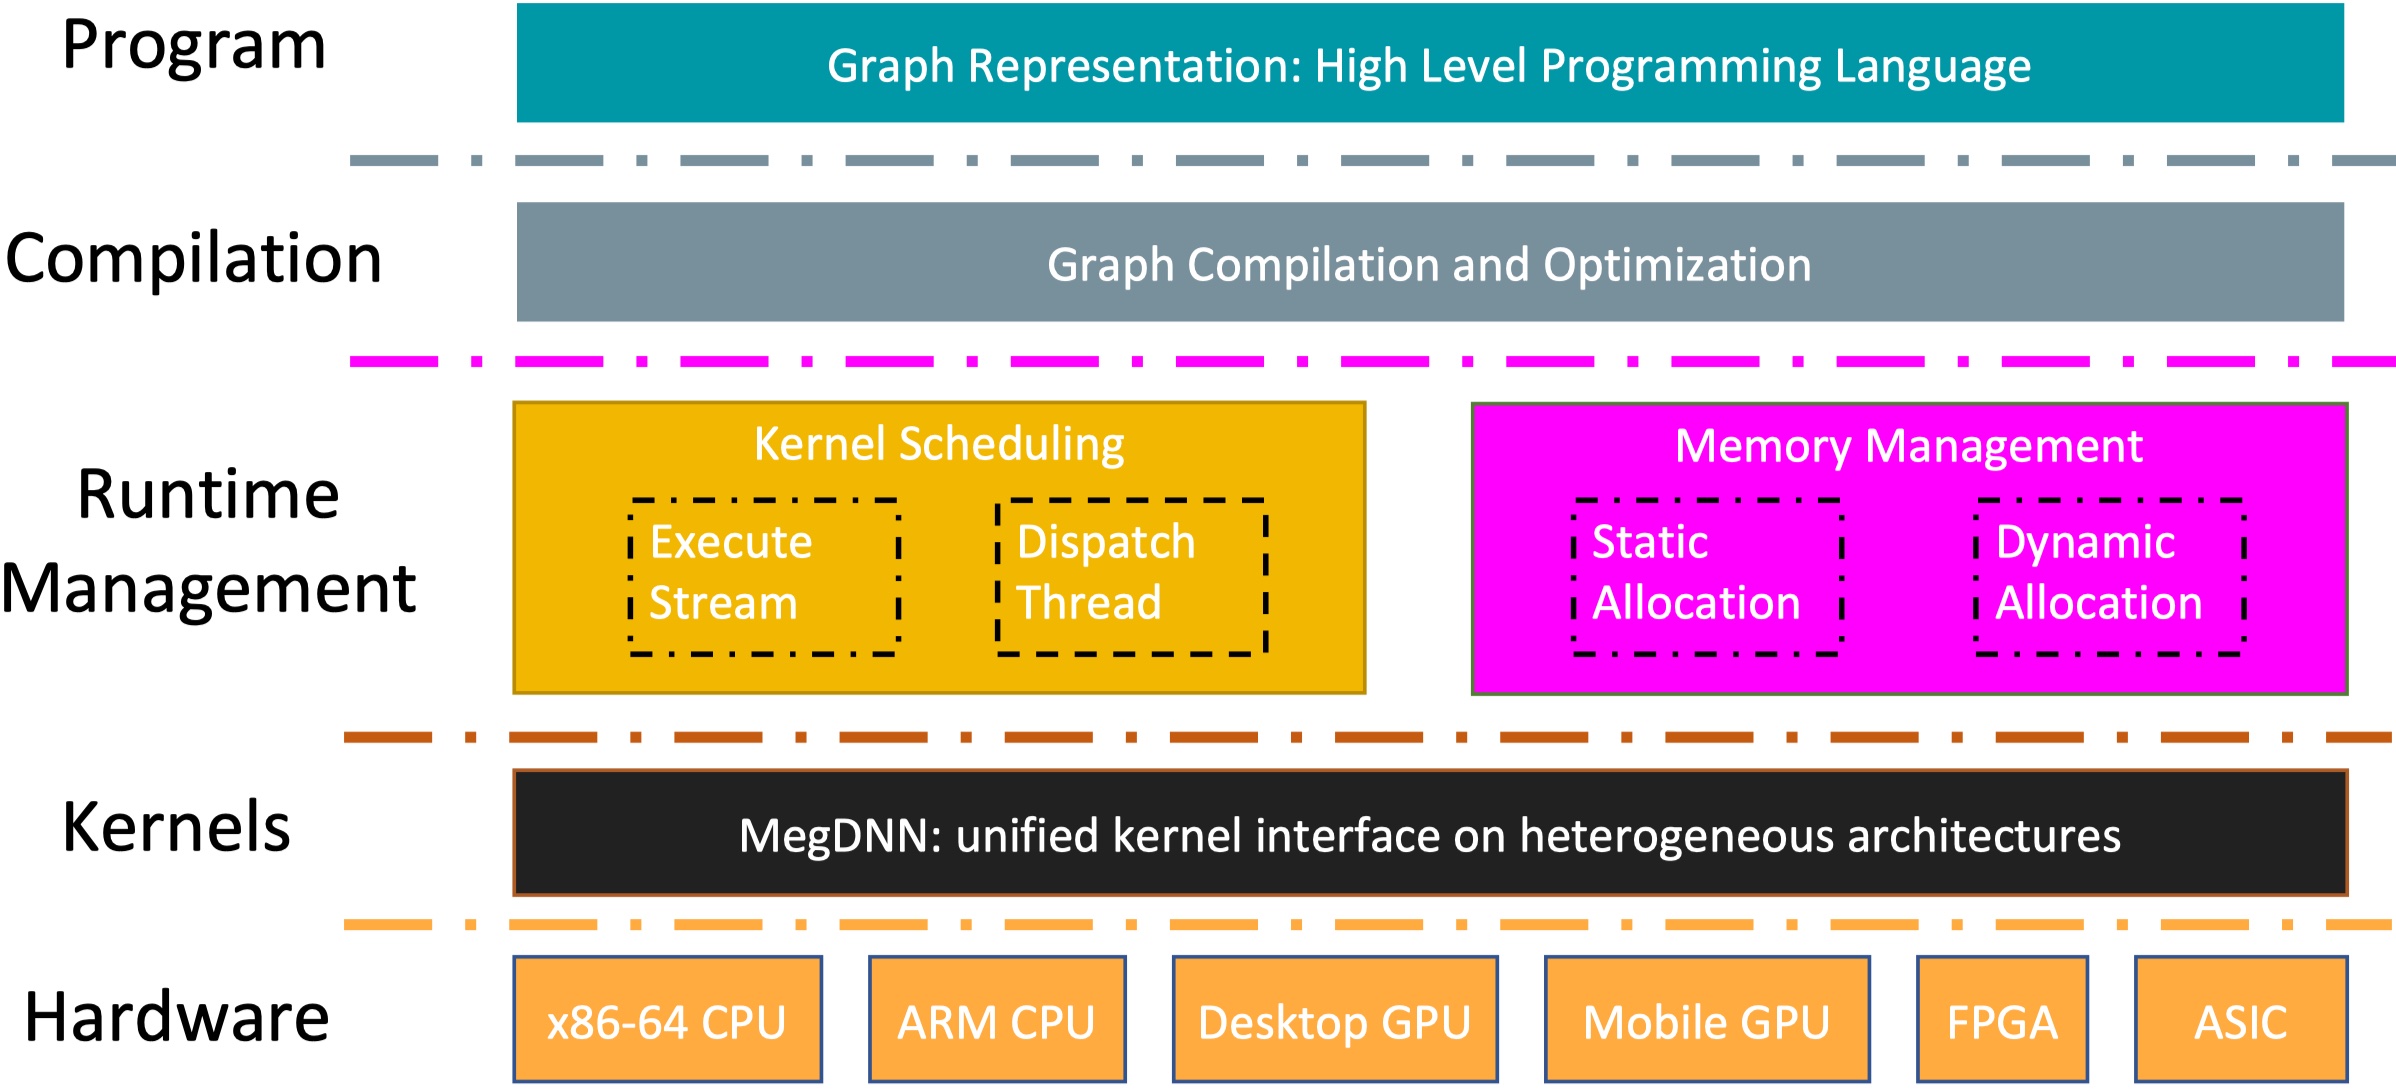 Program
Graph Representation: High Level Programming Language
Compilation
Graph Compilation and Optimization
Runtime
Management
Kernel Scheduling
Execute
Stream
Dispatch
Thread
Memory Management
Static
Allocation
Dynamic
Allocation
Kernels
MegDNN: unified kernel interface on heterogeneous architectures
Hardware
x86-64 CPU
ARM CPU
Desktop GPU
Mobile GPU
FPGA
ASIC